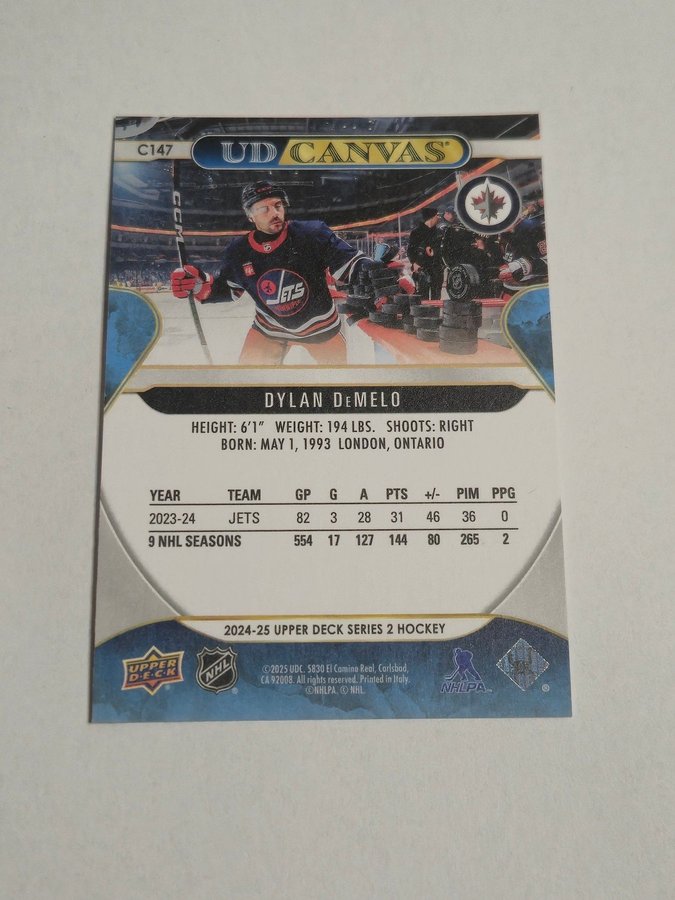 C147
UD CANVAS®
CCM
JETS
DYLAN DeMELO
HEIGHT: 6'1" WEIGHT: 194 LBS. SHOOTS: RIGHT
BORN: MAY 1, 1993 LONDON, ONTARIO
YEAR TEAM GP G A PTS +/- PIM PPG
2023-24 JETS 82 3 28 31 46 36 0
9 NHL SEASONS 554 17 127 144 80 265 2
2024-25 UPPER DECK SERIES 2 HOCKEY
UPPER DECK
NHL
©2025 UDC. 5830 El Camino Real, Carlsbad,
CA 92008. All rights reserved. Printed in Italy.
©NHLPA. © NHL.
NHLPA